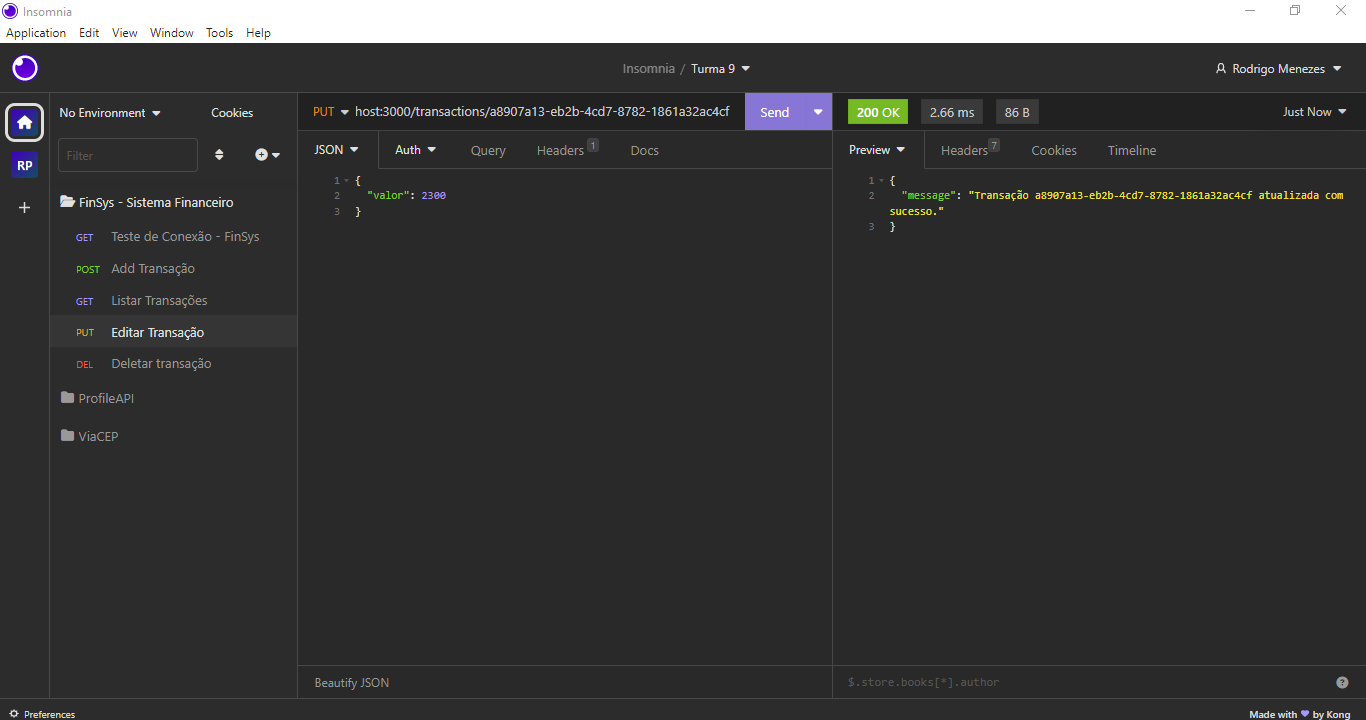 Insomnia
Application Edit View Window Tools Help
Insomnia / Turma 9
Rodrigo Menezes
No Environment
Cookies
Filter
RP
FinSys - Sistema Financeiro
GET Teste de Conexão - FinSys
POST Add Transação
GET Listar Transações
PUT Editar Transação
DEL Deletar transação
ProfileAPI
ViaCEP
PUT host:3000/transactions/a8907a13-eb2b-4cd7-8782-1861a32ac4cf Send
JSON Auth Query Headers 1 Docs
1 {
2 "valor": 2300
3 }
Beautify JSON
200 OK 2.66 ms 86 B Just Now
Preview Headers 7 Cookies Timeline
1 {
2 "message": "Transação a8907a13-eb2b-4cd7-8782-1861a32ac4cf atualizada com
sucesso."
3 }
$.store.books[*].author
?
Preferences
Made with ♥ by Kong